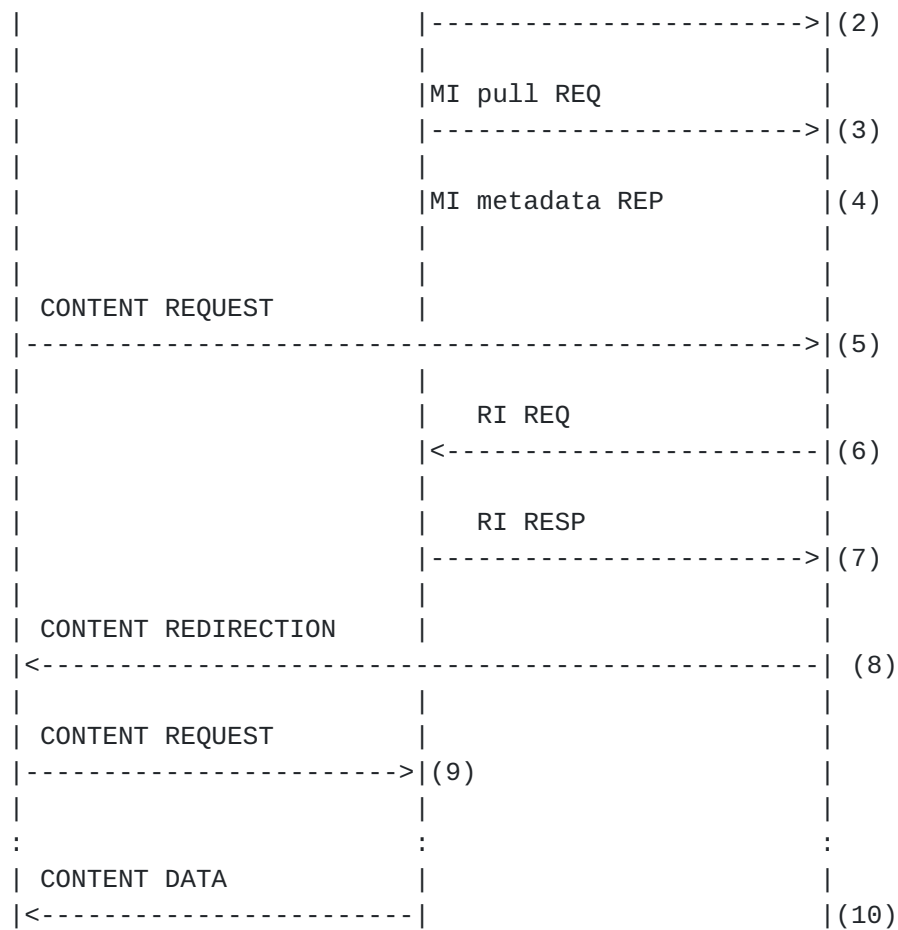 |                         |------------------------>|(2)
|                         |                         |
|                         |MI pull REQ              |
|                         |------------------------>|(3)
|                         |                         |
|                         |MI metadata REP          |(4)
|                         |                         |
|                         |                         |
| CONTENT REQUEST         |                         |
|-------------------------------------------------->|(5)
|                         |                         |
|                         |   RI REQ                |
|                         |<------------------------|(6)
|                         |                         |
|                         |   RI RESP               |
|                         |------------------------>|(7)
|                         |                         |
| CONTENT REDIRECTION     |                         |
|<--------------------------------------------------| (8)
|                         |                         |
| CONTENT REQUEST         |                         |
|------------------------>|(9)                      |
|                         |                         |
:                         :                         :
| CONTENT DATA            |                         |
|<------------------------|                         |(10)